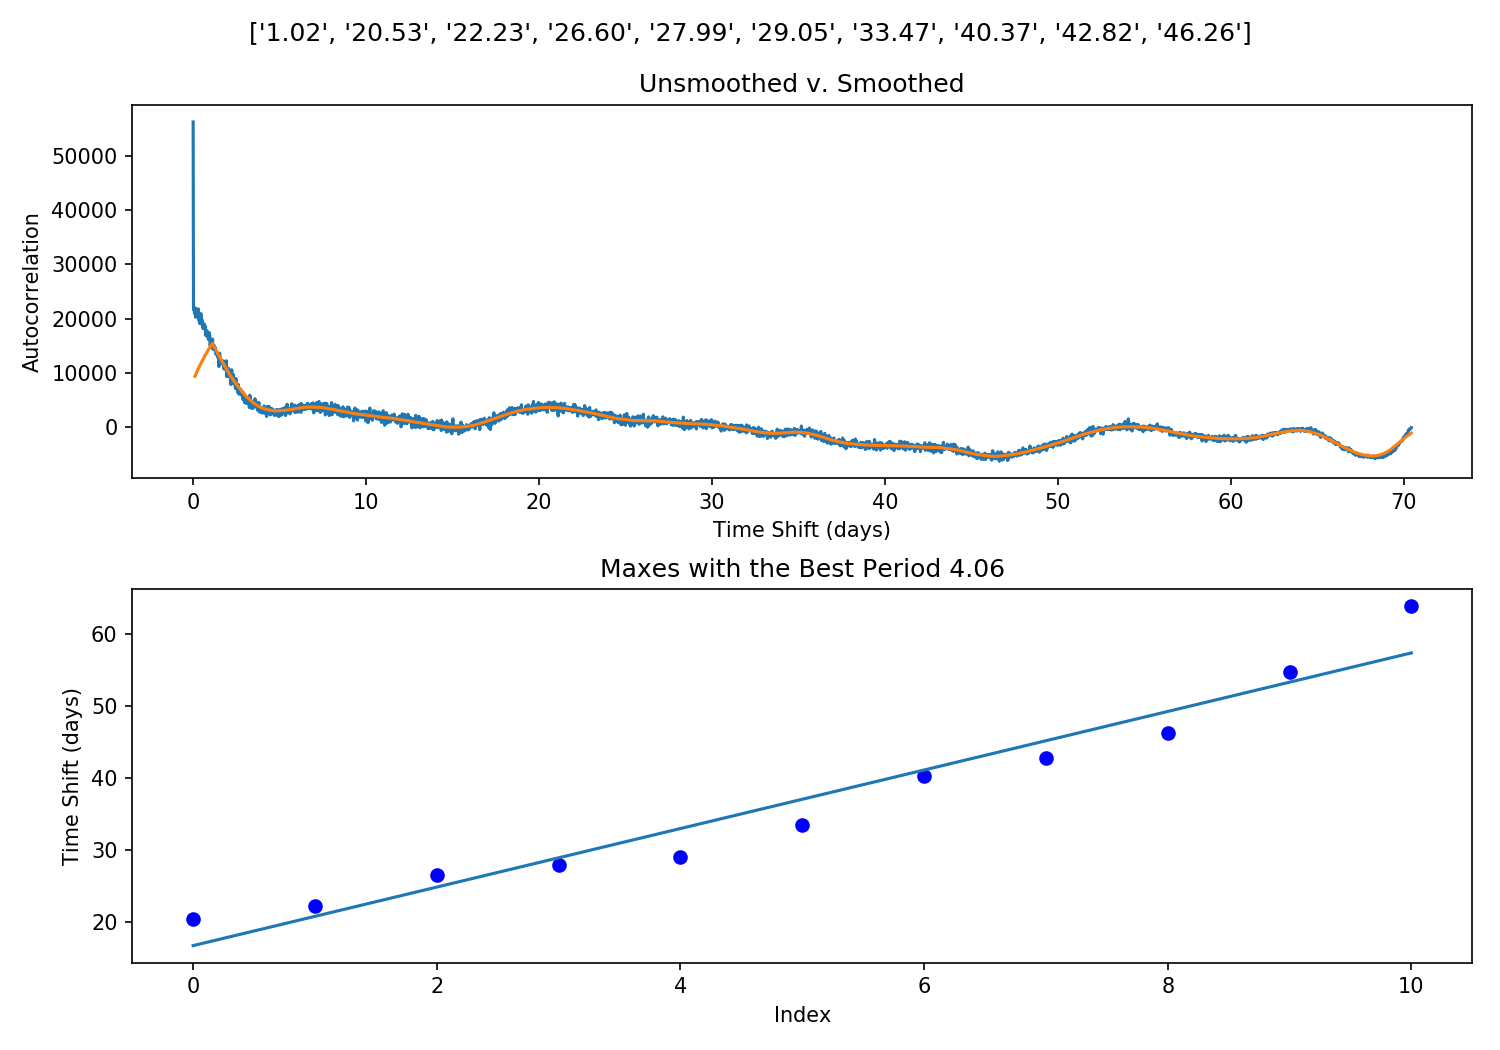 ['1.02', '20.53', '22.23', '26.60', '27.99', '29.05', '33.47', '40.37', '42.82', '46.26']
Unsmoothed v. Smoothed
Autocorrelation
50000
40000
30000
20000
10000
0
0 10 20 30 40 50 60 70
Time Shift (days)
Maxes with the Best Period 4.06
Time Shift (days)
60
50
40
30
20
0 2 4 6 8 10
Index